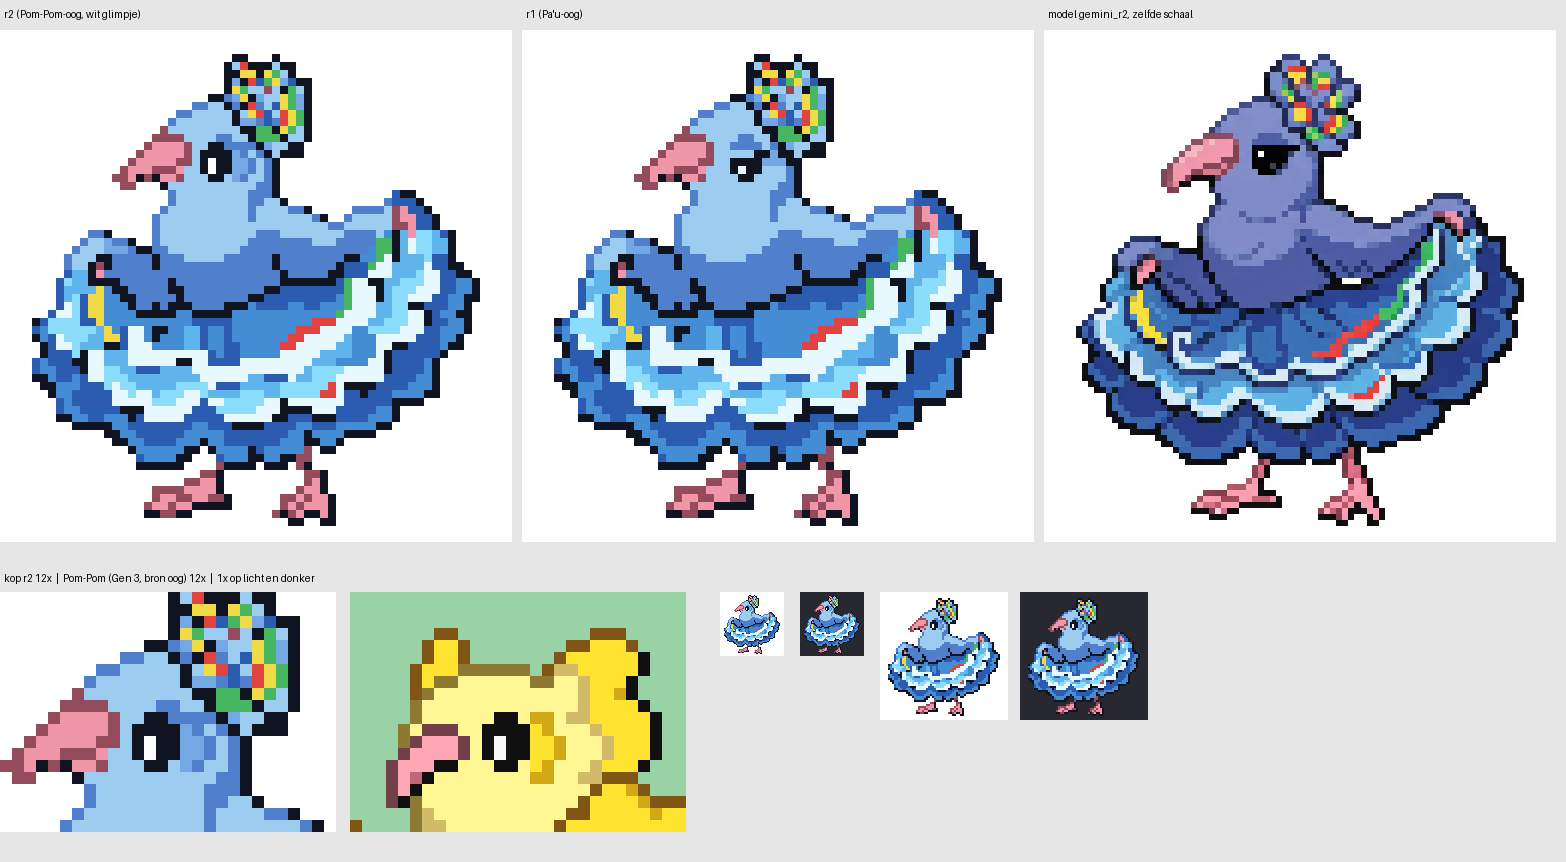 r2 (Pom-Pom-oog, wit glimpje)
r1 (Pa'u-oog)
model gemini_r2, zelfde schaal
kop r2 12x | Pom-Pom (Gen 3, bron oog) 12x | 1x op licht en donker